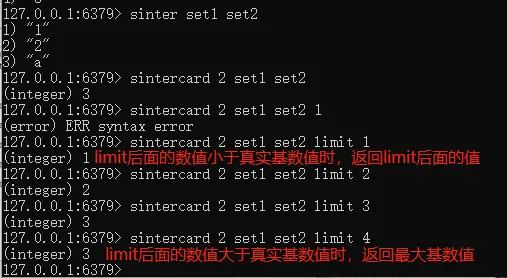 127.0.0.1:6379> sinter set1 set2
1) "1"
2) "2"
3) "a"
127.0.0.1:6379> sintercard 2 set1 set2
(integer) 3
127.0.0.1:6379> sintercard 2 set1 set2 1
(error) ERR syntax error
127.0.0.1:6379> sintercard 2 set1 set2 limit 1
(integer) 1 limit后面的数值小于真实基数值时，返回limit后面的值
127.0.0.1:6379> sintercard 2 set1 set2 limit 2
(integer) 2
127.0.0.1:6379> sintercard 2 set1 set2 limit 3
(integer) 3
127.0.0.1:6379> sintercard 2 set1 set2 limit 4
(integer) 3 limit后面的数值大于真实基数值时，返回最大基数值
127.0.0.1:6379>